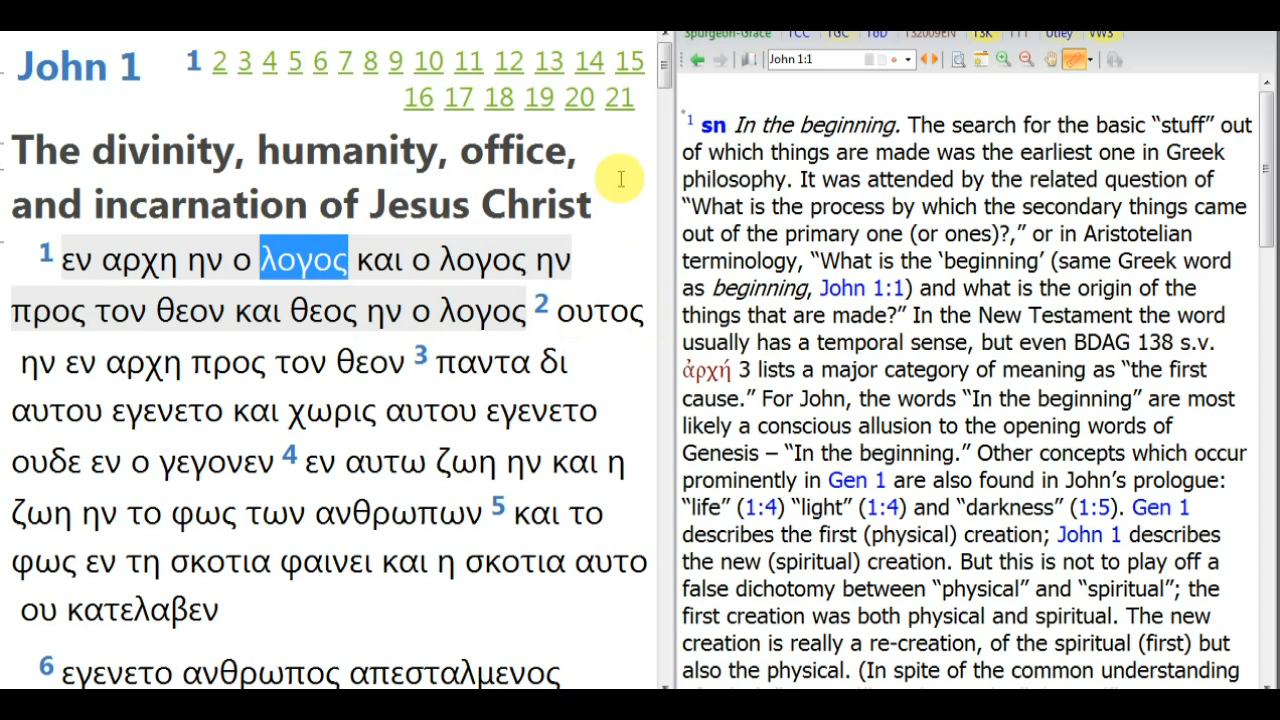 John 1 1 2 3 4 5 6 7 8 9 10 11 12 13 14 15
16 17 18 19 20 21
The divinity, humanity, office,
and incarnation of Jesus Christ
1 εν αρχη ην ο λογος και ο λογος ην
προς τον θεον και θεος ην ο λογος 2 ουτος
ην εν αρχη προς τον θεον 3 παντα δι
αυτου εγενετο και χωρις αυτου εγενετο
ουδε εν ο γεγονεν 4 εν αυτω ζωη ην και η
ζωη ην το φως των ανθρωπων 5 και το
φως εν τη σκοτια φαινει και η σκοτια αυτο
ου κατελαβεν
6 εγενετο ανθρωπος απεσταλμενος
Spurgeon-Grace TCC TGC TSK Utley VWS
John 1:1
1 sn In the beginning. The search for the basic “stuff” out
of which things are made was the earliest one in Greek
philosophy. It was attended by the related question of
“What is the process by which the secondary things came
out of the primary one (or ones)?,” or in Aristotelian
terminology, “What is the ‘beginning’ (same Greek word
as beginning, John 1:1) and what is the origin of the
things that are made?” In the New Testament the word
usually has a temporal sense, but even BDAG 138 s.v.
ἀρχή 3 lists a major category of meaning as “the first
cause.” For John, the words “In the beginning” are most
likely a conscious allusion to the opening words of
Genesis – “In the beginning.” Other concepts which occur
prominently in Gen 1 are also found in John’s prologue:
“life” (1:4) “light” (1:4) and “darkness” (1:5). Gen 1
describes the first (physical) creation; John 1 describes
the new (spiritual) creation. But this is not to play off a
false dichotomy between “physical” and “spiritual”; the
first creation was both physical and spiritual. The new
creation is really a re-creation, of the spiritual (first) but
also the physical. (In spite of the common understanding